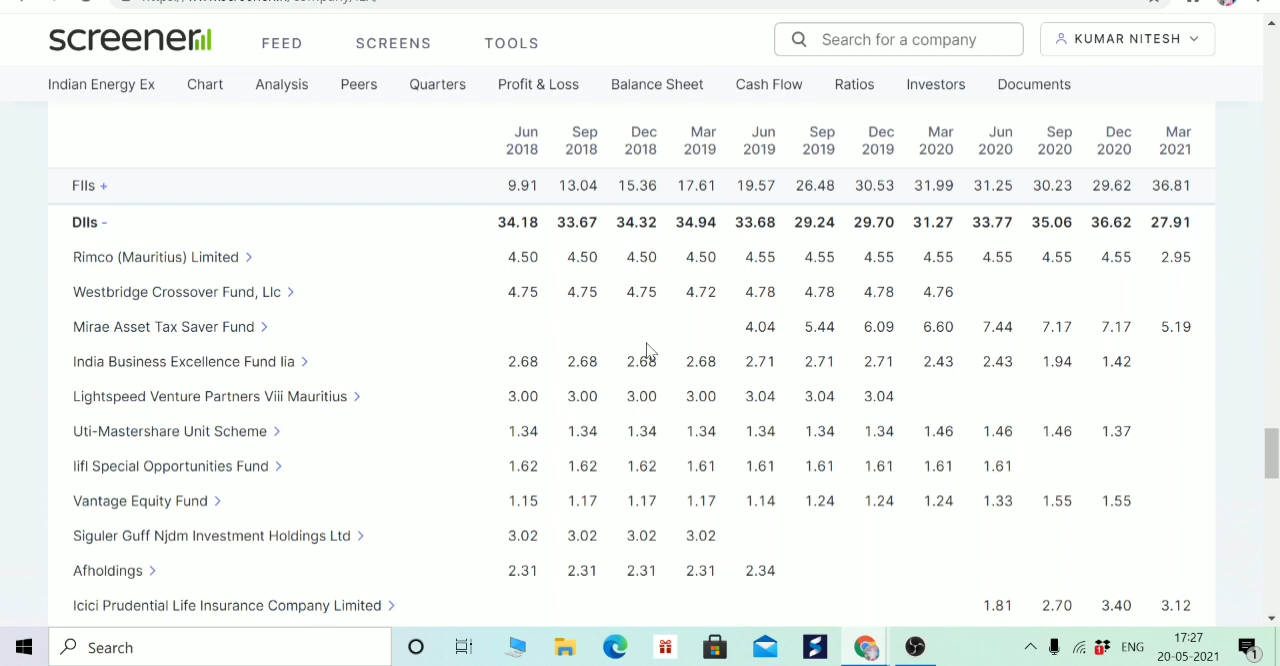 screener FEED SCREENS TOOLS Search for a company KUMAR NITESH
Indian Energy Ex Chart Analysis Peers Quarters Profit & Loss Balance Sheet Cash Flow Ratios Investors Documents
Jun Sep Dec Mar Jun Sep Dec Mar Jun Sep Dec Mar
2018 2018 2018 2019 2019 2019 2019 2020 2020 2020 2020 2021
FIIs + 9.91 13.04 15.36 17.61 19.57 26.48 30.53 31.99 31.25 30.23 29.62 36.81
DIIs - 34.18 33.67 34.32 34.94 33.68 29.24 29.70 31.27 33.77 35.06 36.62 27.91
Rimco (Mauritius) Limited > 4.50 4.50 4.50 4.50 4.55 4.55 4.55 4.55 4.55 4.55 4.55 2.95
Westbridge Crossover Fund, Llc > 4.75 4.75 4.75 4.72 4.78 4.78 4.78 4.76
Mirae Asset Tax Saver Fund > 4.04 5.44 6.09 6.60 7.44 7.17 7.17 5.19
India Business Excellence Fund Iia > 2.68 2.68 2.68 2.68 2.71 2.71 2.71 2.43 2.43 1.94 1.42
Lightspeed Venture Partners Viii Mauritius > 3.00 3.00 3.00 3.00 3.04 3.04 3.04
Uti-Mastershare Unit Scheme > 1.34 1.34 1.34 1.34 1.34 1.34 1.34 1.46 1.46 1.46 1.37
Iifl Special Opportunities Fund > 1.62 1.62 1.62 1.61 1.61 1.61 1.61 1.61 1.61
Vantage Equity Fund > 1.15 1.17 1.17 1.17 1.14 1.24 1.24 1.24 1.33 1.55 1.55
Siguler Guff Njdm Investment Holdings Ltd > 3.02 3.02 3.02 3.02
Afholdings > 2.31 2.31 2.31 2.31 2.34
Icici Prudential Life Insurance Company Limited > 1.81 2.70 3.40 3.12
Search ENG 17:27
20-05-2021 1